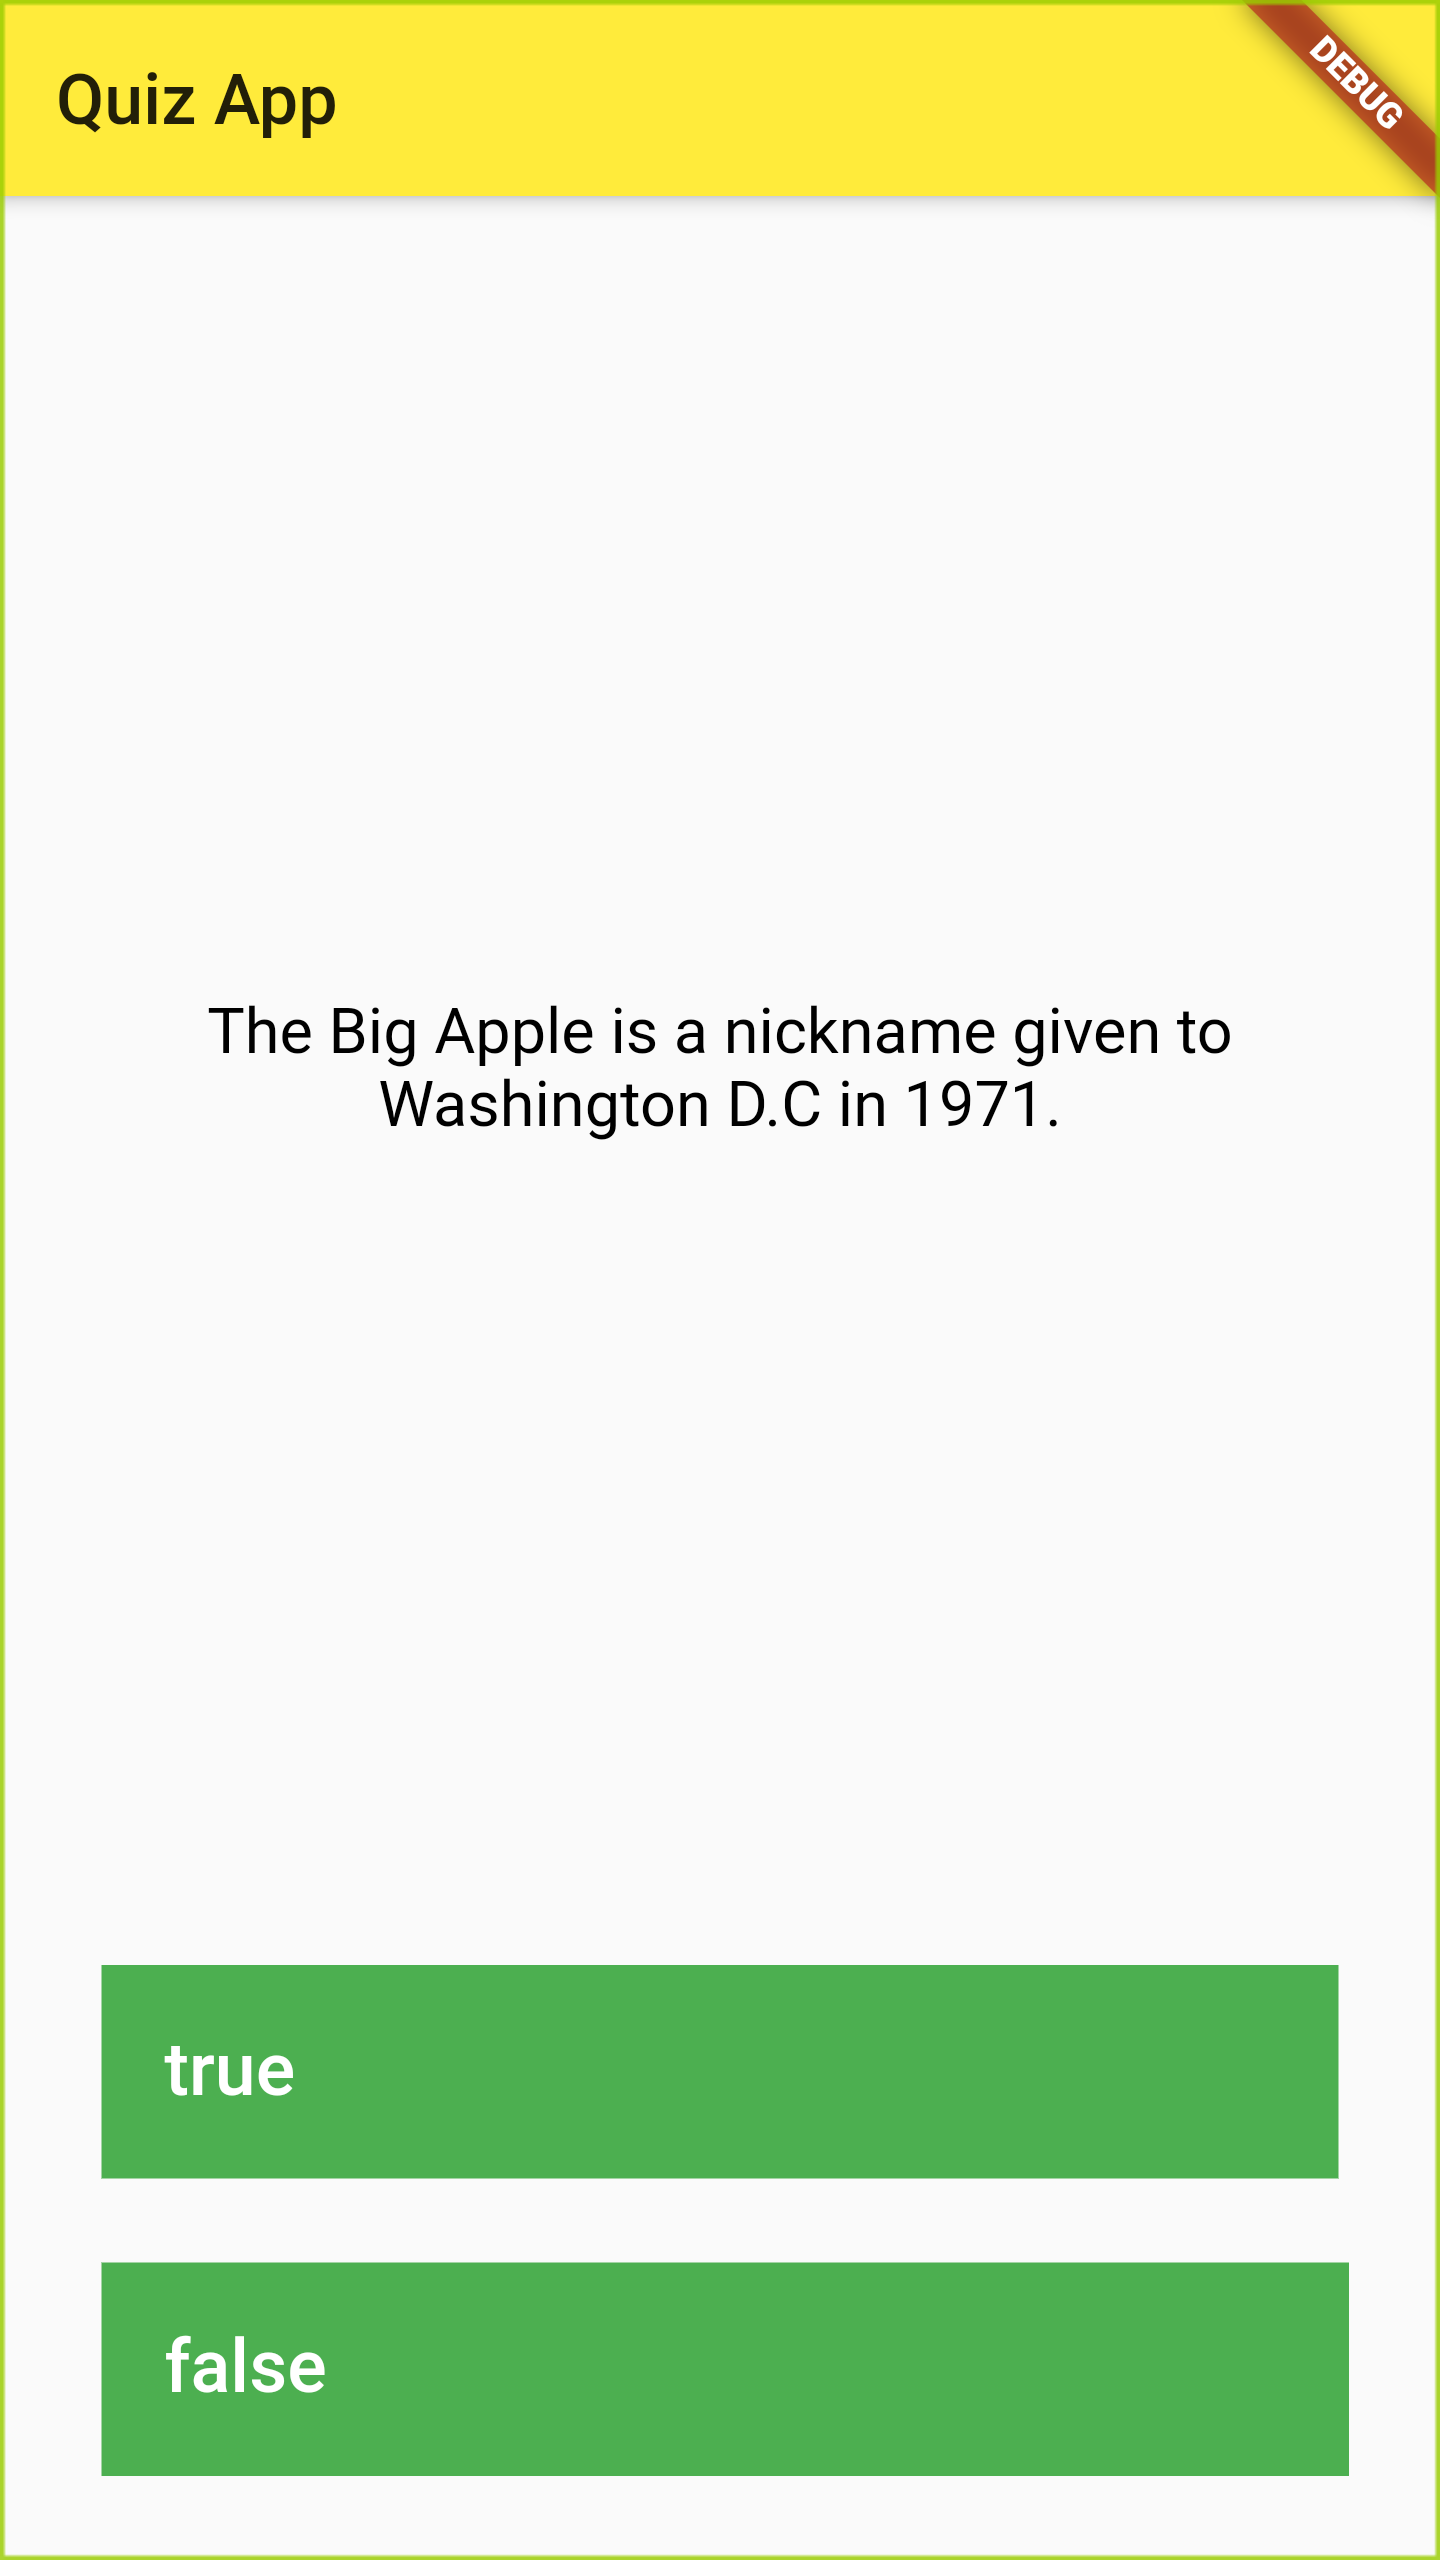 Quiz App
DEBUG
The Big Apple is a nickname given to
Washington D.C in 1971.
true
false